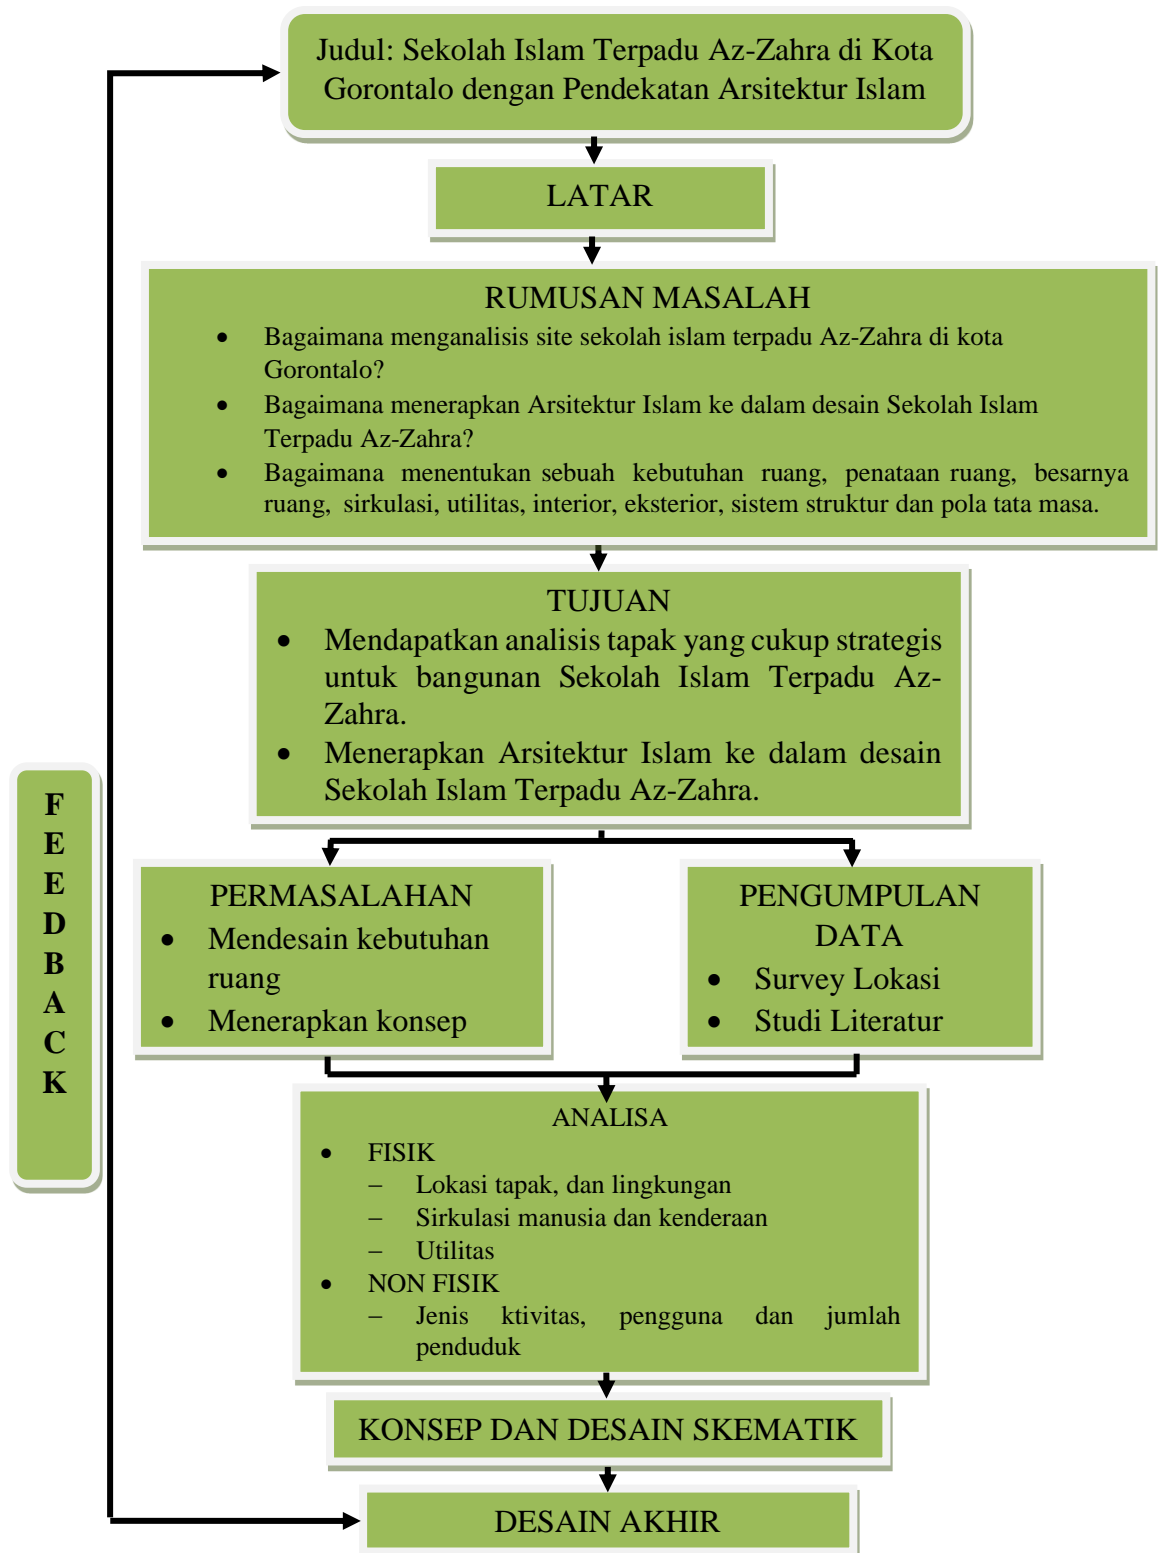 Judul: Sekolah Islam Terpadu Az-Zahra di Kota
Gorontalo dengan Pendekatan Arsitektur Islam
LATAR
RUMUSAN MASALAH
• Bagaimana menganalisis site sekolah islam terpadu Az-Zahra di kota
Gorontalo?
• Bagaimana menerapkan Arsitektur Islam ke dalam desain Sekolah Islam
Terpadu Az-Zahra?
• Bagaimana menentukan sebuah kebutuhan ruang, penataan ruang, besarnya
ruang, sirkulasi, utilitas, interior, eksterior, sistem struktur dan pola tata masa.
TUJUAN
• Mendapatkan analisis tapak yang cukup strategis
untuk bangunan Sekolah Islam Terpadu Az-
Zahra.
• Menerapkan Arsitektur Islam ke dalam desain
Sekolah Islam Terpadu Az-Zahra.
F
E
E
D
B
A
C
K
PERMASALAHAN
• Mendesain kebutuhan
ruang
• Menerapkan konsep
PENGUMPULAN
DATA
• Survey Lokasi
• Studi Literatur
ANALISA
• FISIK
– Lokasi tapak, dan lingkungan
– Sirkulasi manusia dan kenderaan
– Utilitas
• NON FISIK
– Jenis ktivitas, pengguna dan jumlah
penduduk
KONSEP DAN DESAIN SKEMATIK
DESAIN AKHIR